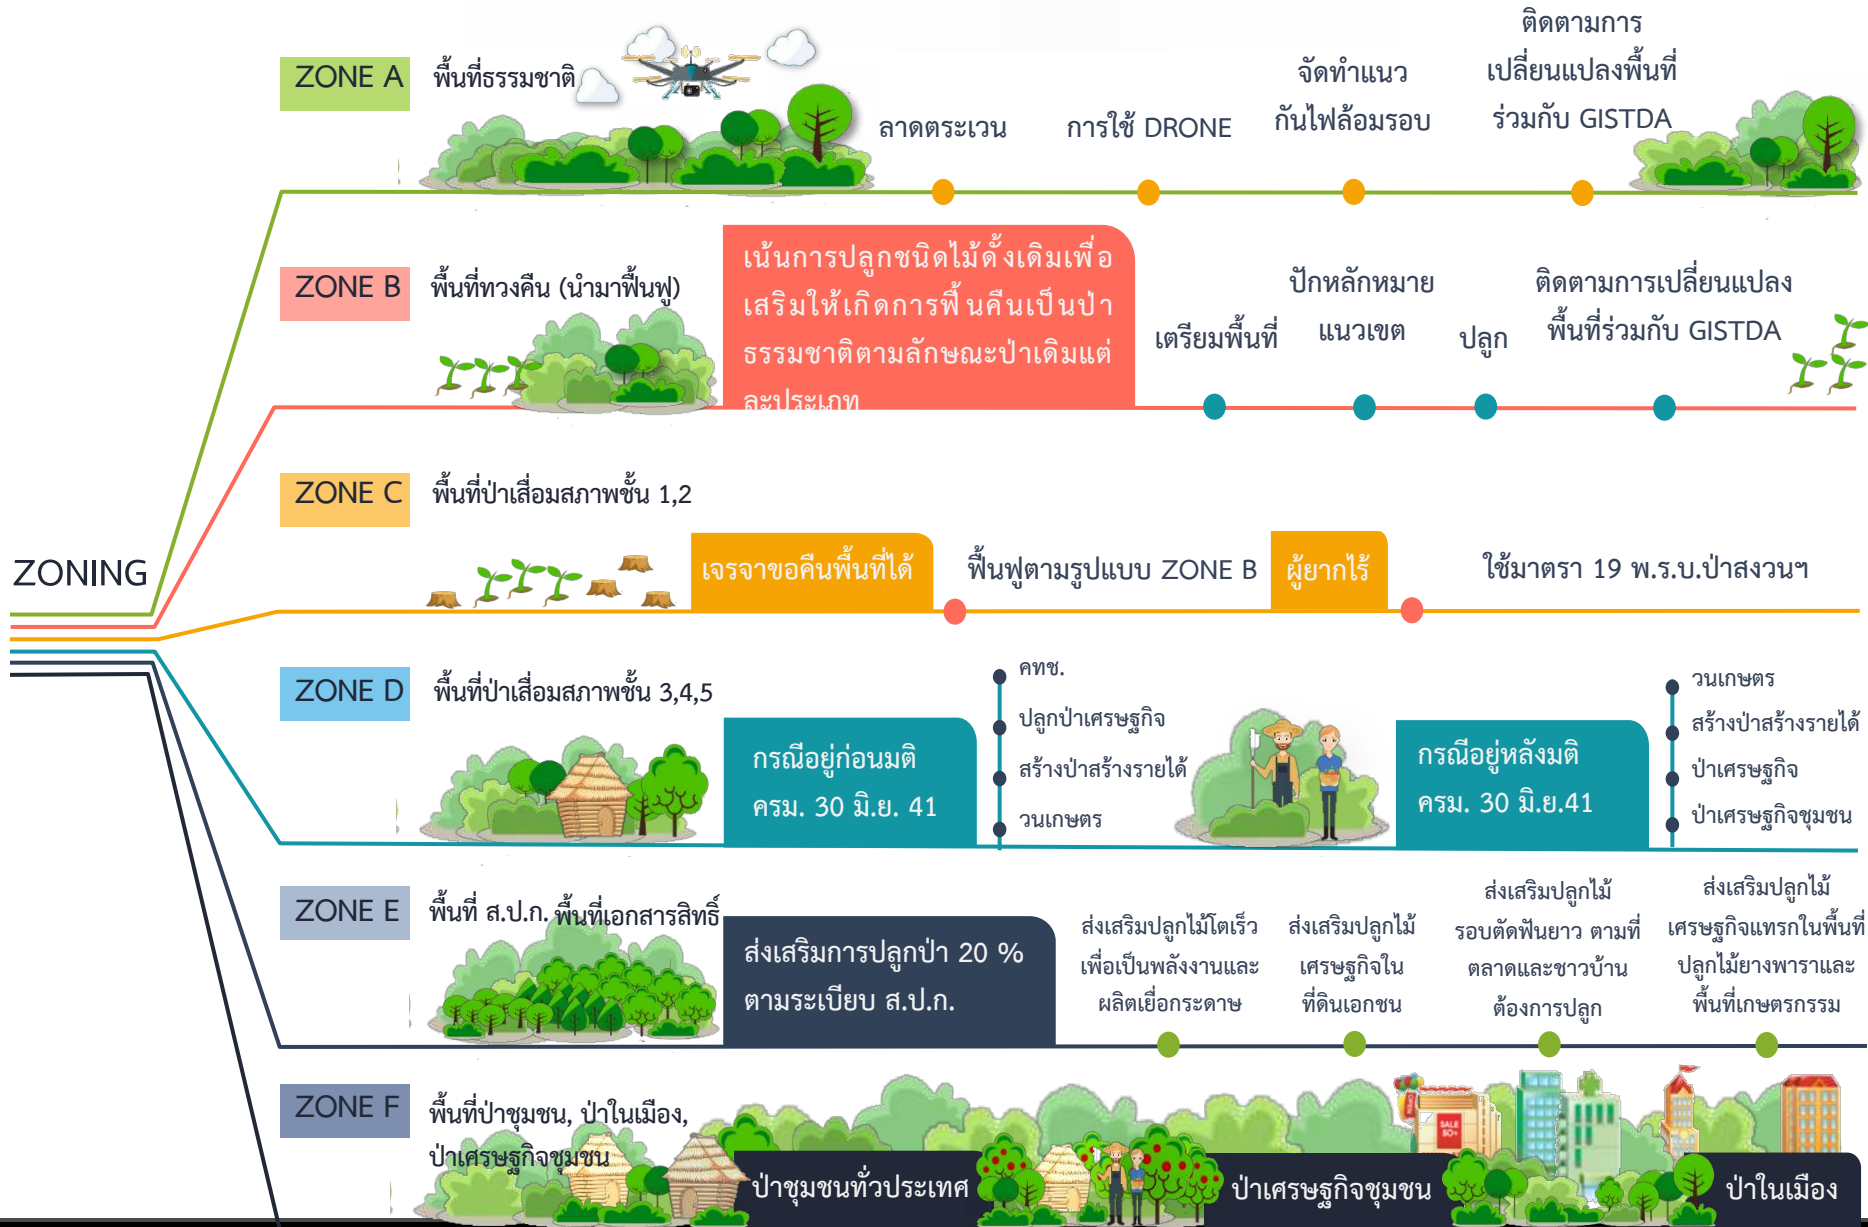 ZONING
ZONE A
พื้นที่ธรรมชาติ
ลาดตระเวน
การใช้ DRONE
จัดทำแนว
กันไฟล้อมรอบ
ติดตามการ
เปลี่ยนแปลงพื้นที่
ร่วมกับ GISTDA
ZONE B
พื้นที่ทวงคืน (นำมาฟื้นฟู)
เน้นการปลูกชนิดไม้ดั้งเดิมเพื่อ
เสริมให้เกิดการฟื้นคืนเป็นป่า
ธรรมชาติตามลักษณะป่าเดิมแต่
ละประเภท
เตรียมพื้นที่
ปักหลักหมาย
แนวเขต
ปลูก
ติดตามการเปลี่ยนแปลง
พื้นที่ร่วมกับ GISTDA
ZONE C
พื้นที่ป่าเสื่อมสภาพชั้น 1,2
เจรจาขอคืนพื้นที่ได้
ฟื้นฟูตามรูปแบบ ZONE B
ผู้ยากไร้
ใช้มาตรา 19 พ.ร.บ.ป่าสงวนฯ
ZONE D
พื้นที่ป่าเสื่อมสภาพชั้น 3,4,5
กรณีอยู่ก่อนมติ
ครม. 30 มิ.ย. 41
คทช.
ปลูกป่าเศรษฐกิจ
สร้างป่าสร้างรายได้
วนเกษตร
กรณีอยู่หลังมติ
ครม. 30 มิ.ย.41
วนเกษตร
สร้างป่าสร้างรายได้
ป่าเศรษฐกิจ
ป่าเศรษฐกิจชุมชน
ZONE E
พื้นที่ ส.ป.ก. พื้นที่เอกสารสิทธิ์
ส่งเสริมการปลูกป่า 20 %
ตามระเบียบ ส.ป.ก.
ส่งเสริมปลูกไม้โตเร็ว
เพื่อเป็นพลังงานและ
ผลิตเยื่อกระดาษ
ส่งเสริมปลูกไม้
เศรษฐกิจใน
ที่ดินเอกชน
ส่งเสริมปลูกไม้
รอบตัดฟันยาว ตามที่
ตลาดและชาวบ้าน
ต้องการปลูก
ส่งเสริมปลูกไม้
เศรษฐกิจแทรกในพื้นที่
ปลูกไม้ยางพาราและ
พื้นที่เกษตรกรรม
ZONE F
พื้นที่ป่าชุมชน, ป่าในเมือง,
ป่าเศรษฐกิจชุมชน
ป่าชุมชนทั่วประเทศ
ป่าเศรษฐกิจชุมชน
SALE
50%
ป่าในเมือง